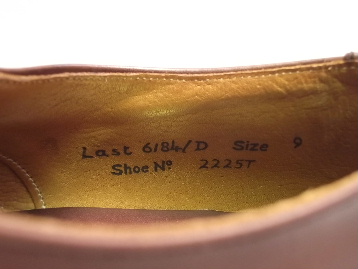 Last 6184/D Size 9
Shoe Nº 2225T